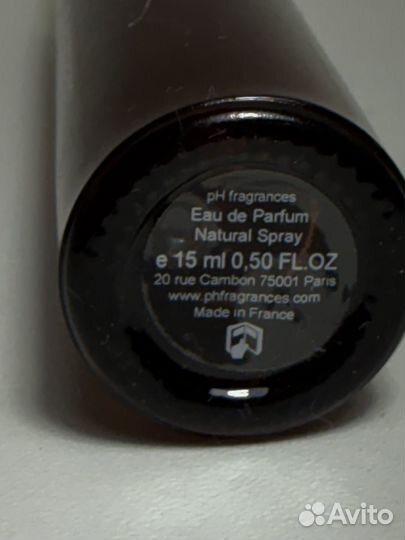 pH fragrances
Eau de Parfum
Natural Spray
e 15 ml 0,50 FL.OZ
20 rue Cambon 75001 Paris
www.phfragrances.com
Made in France
Avito